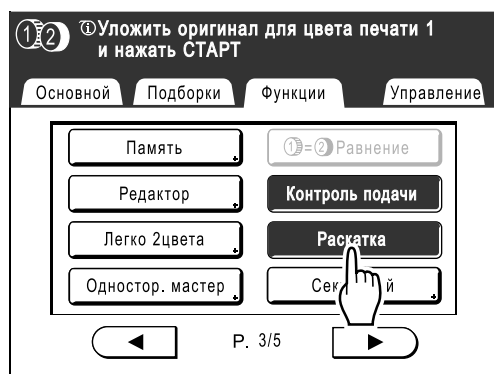 ①② ①Уложить оригинал для цвета печати 1
и нажать СТАРТ
Основной Подборки Функции Управление
Память ①=② Равнение
Редактор Контроль подачи
Легко 2цвета Раскатка
Одностор. мастер
P. 3/5